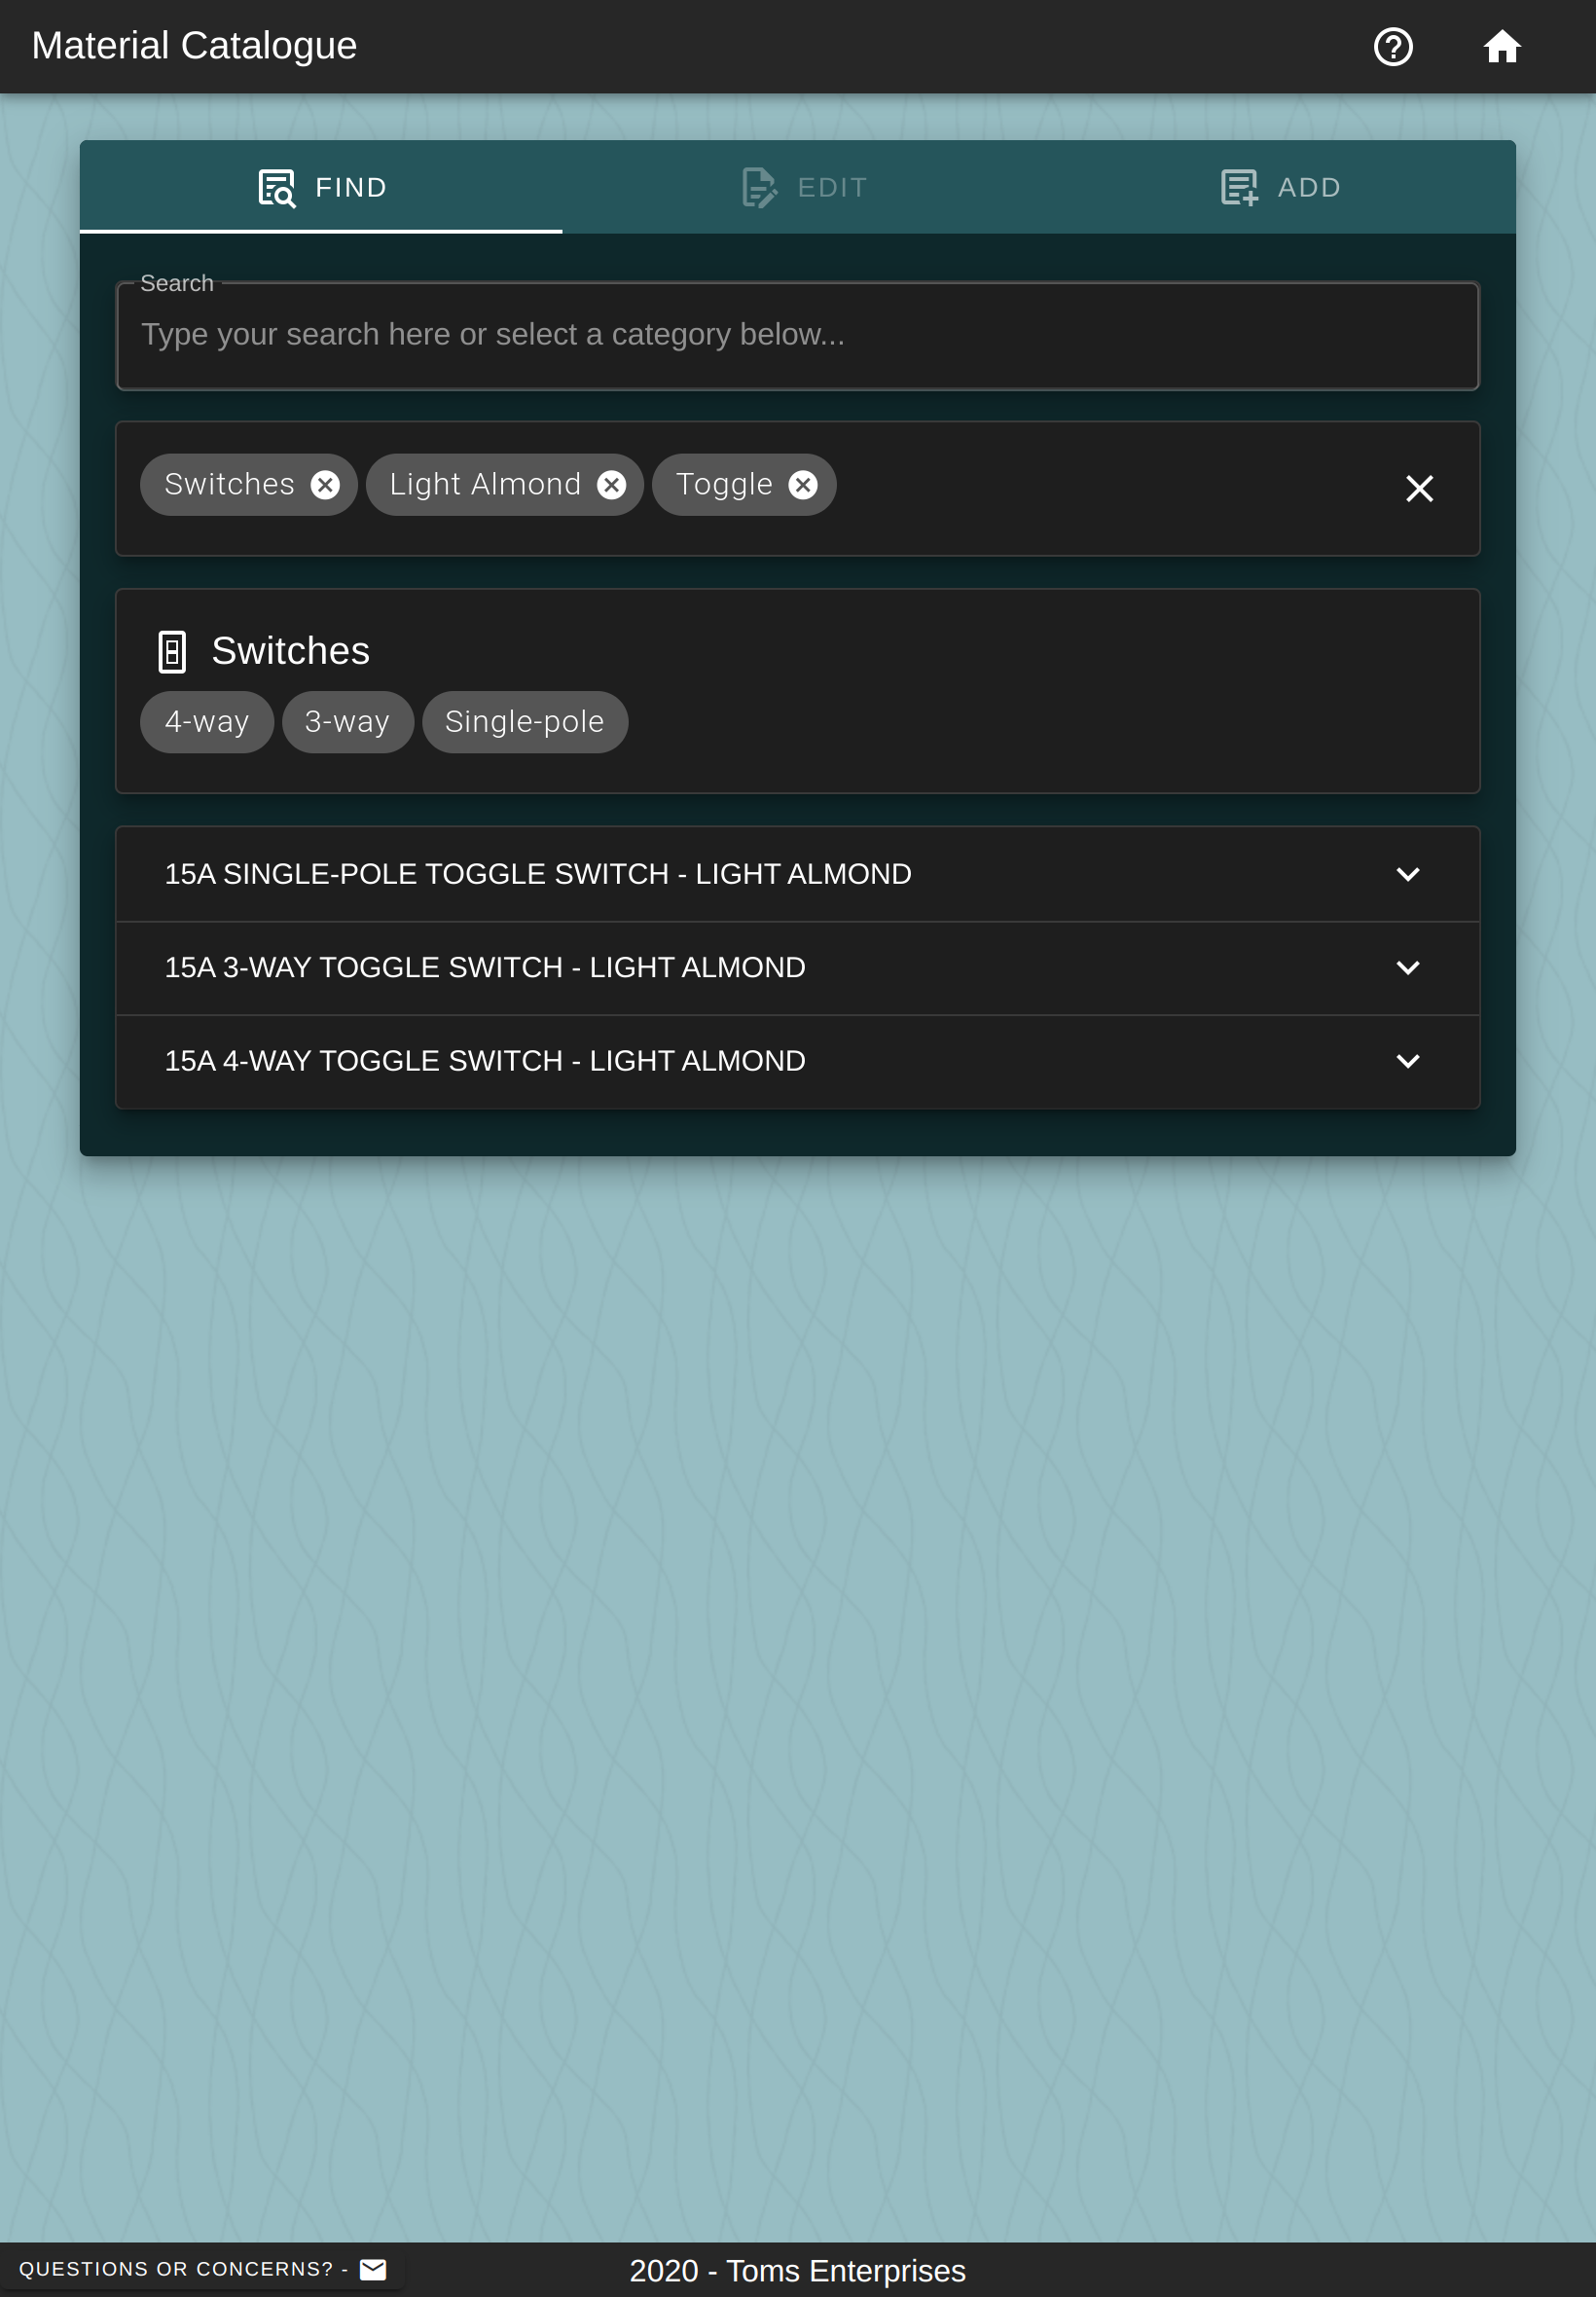 Material Catalogue
FIND EDIT ADD
Search
Type your search here or select a category below...
Switches Light Almond Toggle
Switches
4-way 3-way Single-pole
15A SINGLE-POLE TOGGLE SWITCH - LIGHT ALMOND
15A 3-WAY TOGGLE SWITCH - LIGHT ALMOND
15A 4-WAY TOGGLE SWITCH - LIGHT ALMOND
QUESTIONS OR CONCERNS? - 2020 - Toms Enterprises